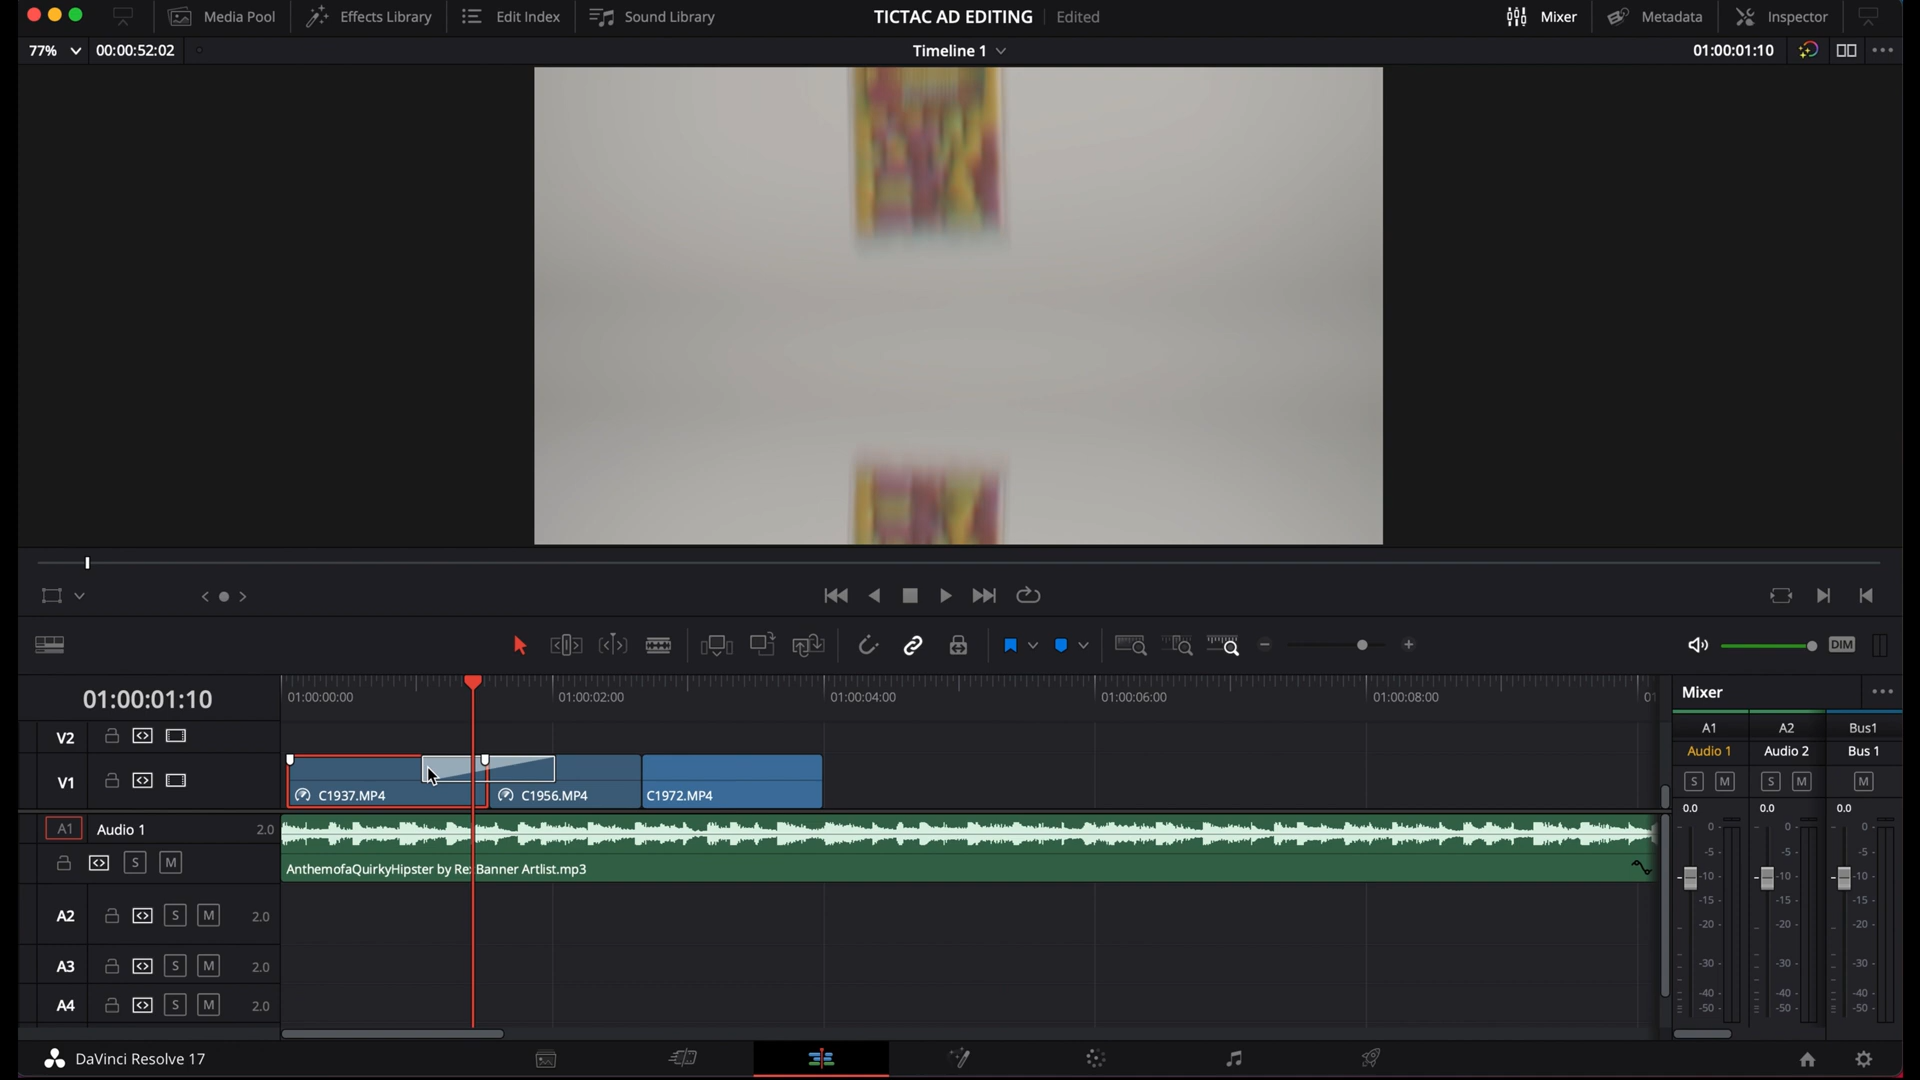 Media Pool
Effects Library
Edit Index
Sound Library
TICTAC AD EDITING
Edited
Mixer
Metadata
Inspector
77%
00:00:52:02
Timeline 1
01:00:01:10
DIM
01:00:01:10
01:00:00:00
01:00:02:00
01:00:04:00
01:00:06:00
01:00:08:00
Mixer
V2
A1
A2
Bus1
Audio 1
Audio 2
Bus 1
V1
C1937.MP4
C1956.MP4
C1972.MP4
S M
S M
M
0.0
0.0
0.0
A1
Audio 1
2.0
S M
AnthemofaQuirkyHipster by Re
Banner Artlist.mp3
A2
S M
2.0
A3
S M
2.0
A4
S M
2.0
0
-5
-10
-15
-20
-30
-40
-50
0
-5
-10
-15
-20
-30
-40
-50
0
-5
-10
-15
-20
-30
-40
-50
DaVinci Resolve 17